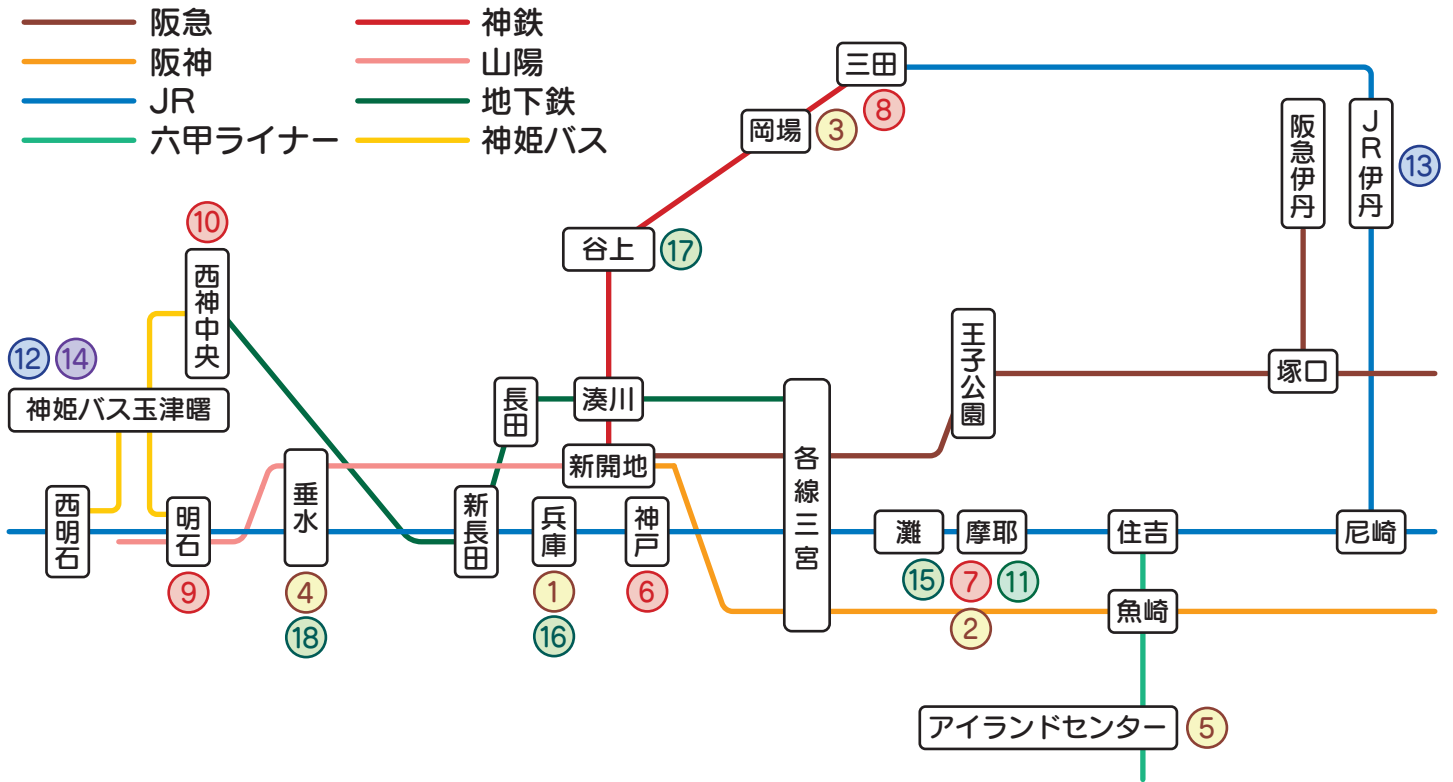 阪急
阪神
JR
六甲ライナー
神鉄
山陽
地下鉄
神姫バス
三田
8
岡場
3
阪急伊丹
JR伊丹
13
10
西神中央
谷上
17
12
14
神姫バス玉津曙
王子公園
塚口
長田
湊川
新開地
各線三宮
西明石
明石
9
垂水
4
18
新長田
兵庫
1
16
神戸
6
灘
15
摩耶
7
11
2
住吉
尼崎
魚崎
アイランドセンター
5